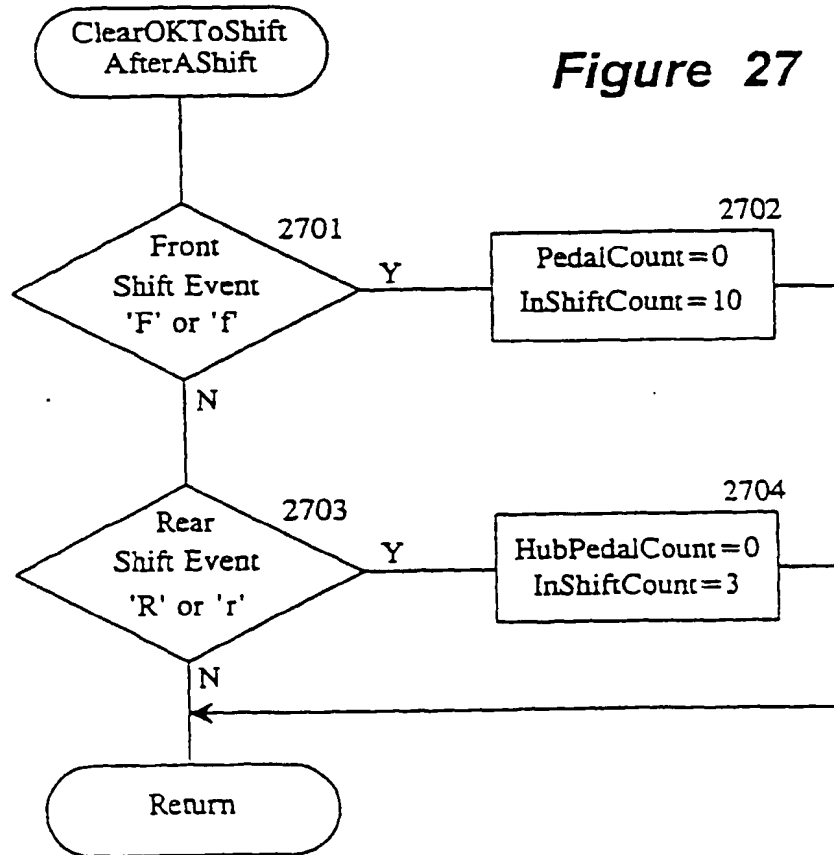 ClearOKToShift
AfterAShift
Figure 27
2701
Front
Shift Event
'F' or 'f'
Y
N
2702
PedalCount=0
InShiftCount=10
2703
Rear
Shift Event
'R' or 'r'
Y
N
2704
HubPedalCount=0
InShiftCount=3
Return